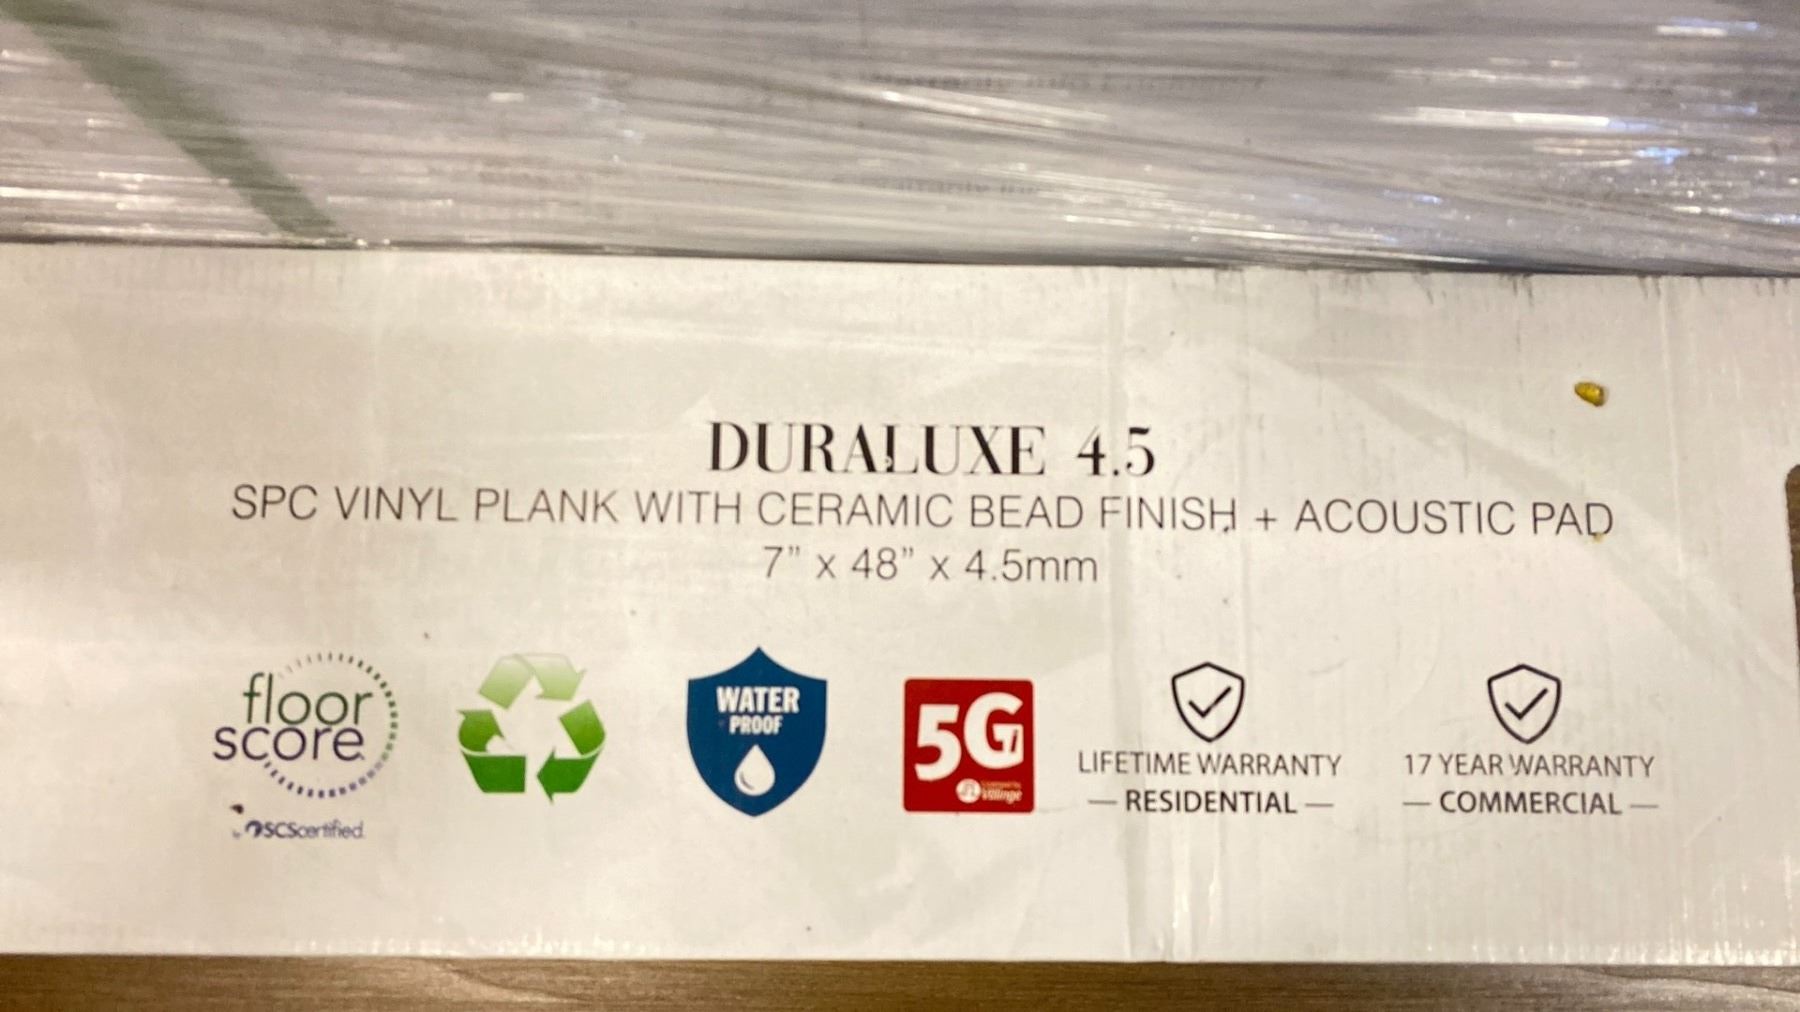 DURALUXE 4.5
SPC VINYL PLANK WITH CERAMIC BEAD FINISH + ACOUSTIC PAD
7" x 48" x 4.5mm
floor
score
SCScertified
WATER
PROOF
5G
Välinge
LIFETIME WARRANTY
— RESIDENTIAL —
17 YEAR WARRANTY
— COMMERCIAL —